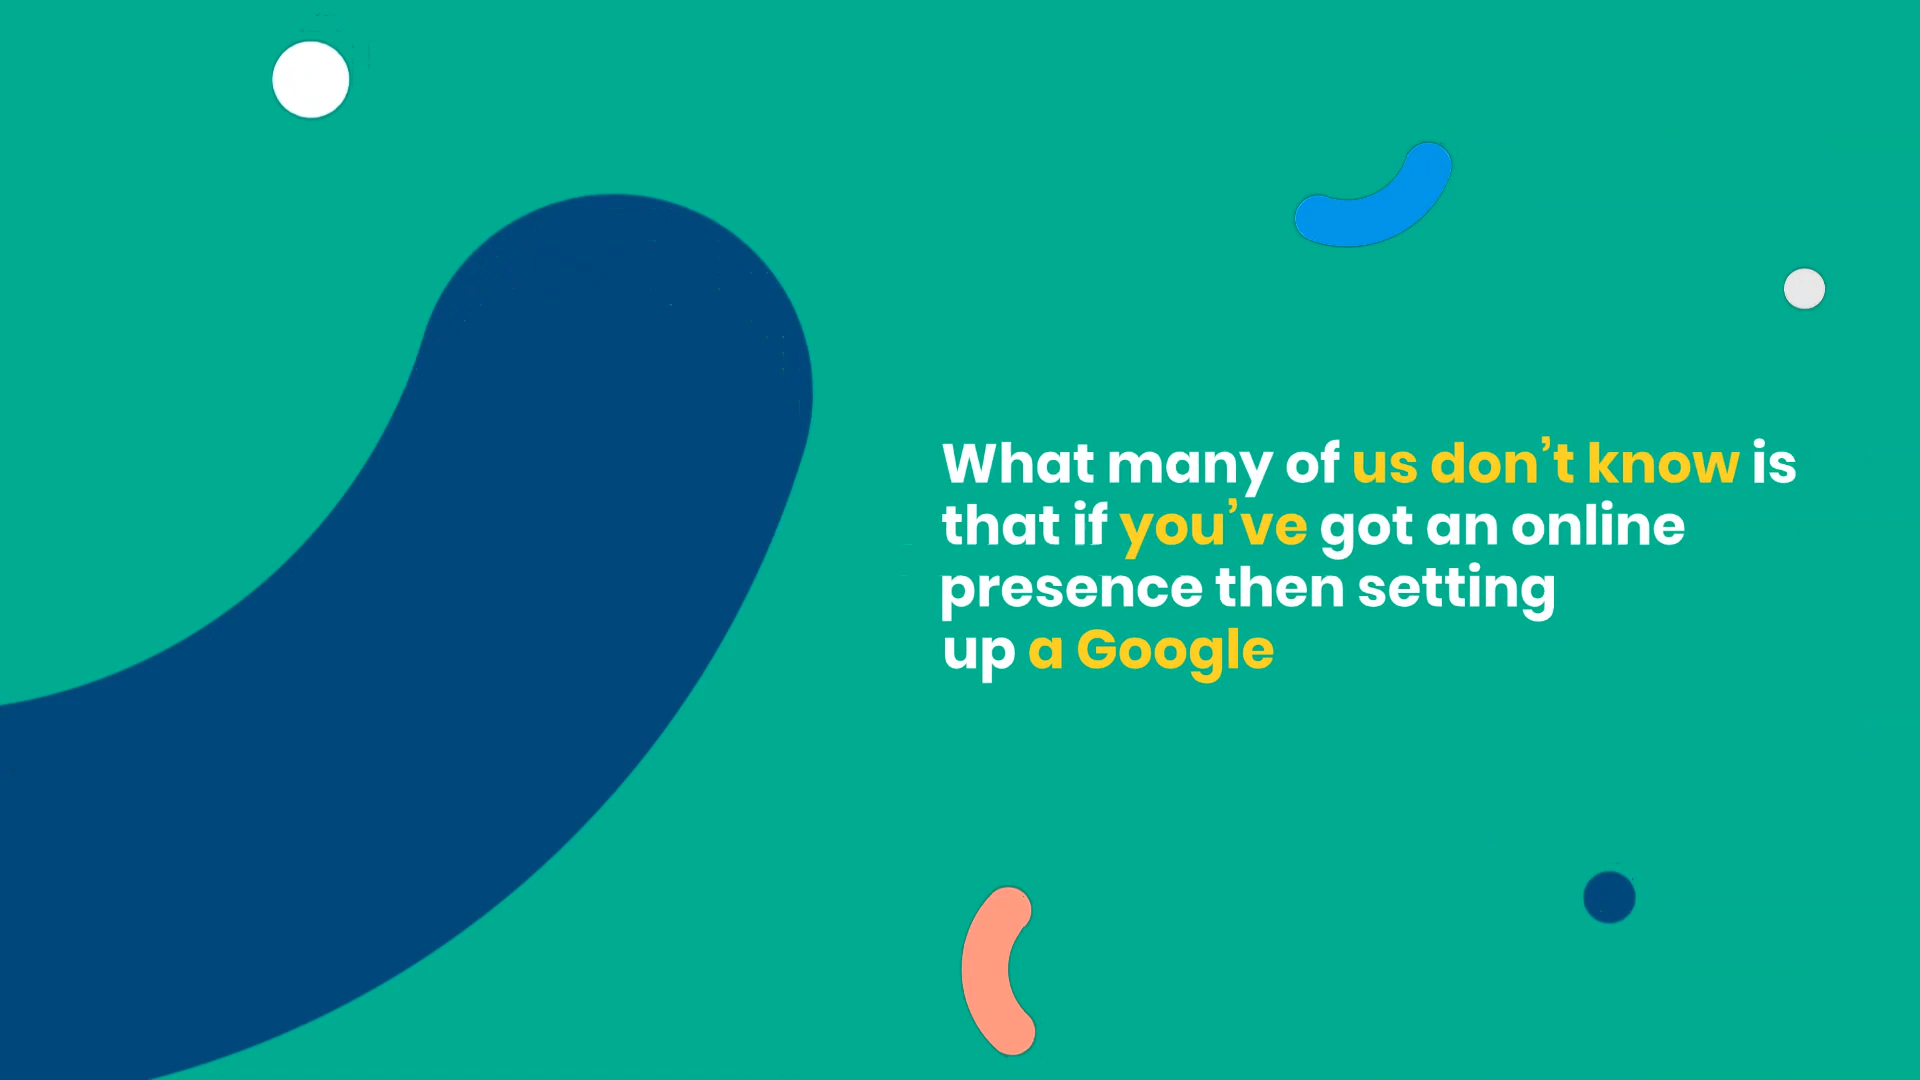 What many of us don’t know is
that if you’ve got an online
presence then setting
up a Google